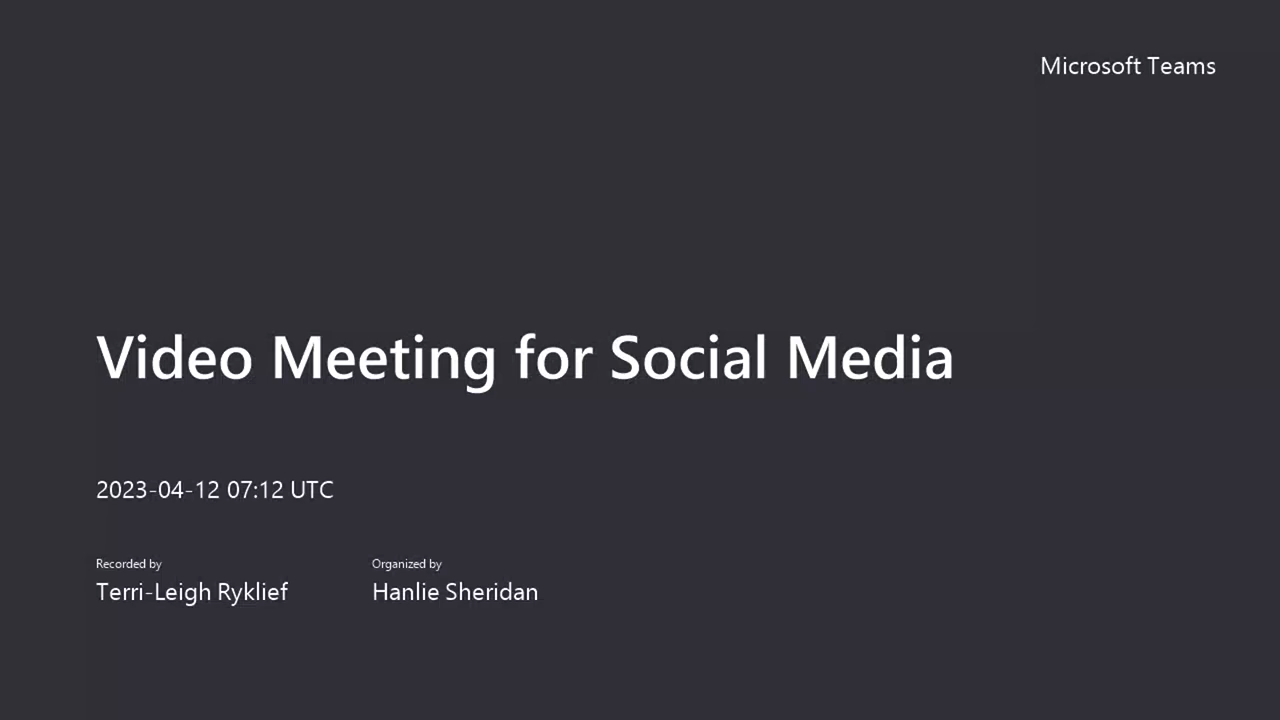 Microsoft Teams
Video Meeting for Social Media
2023-04-12 07:12 UTC
Recorded by
Terri-Leigh Ryklief
Organized by
Hanlie Sheridan